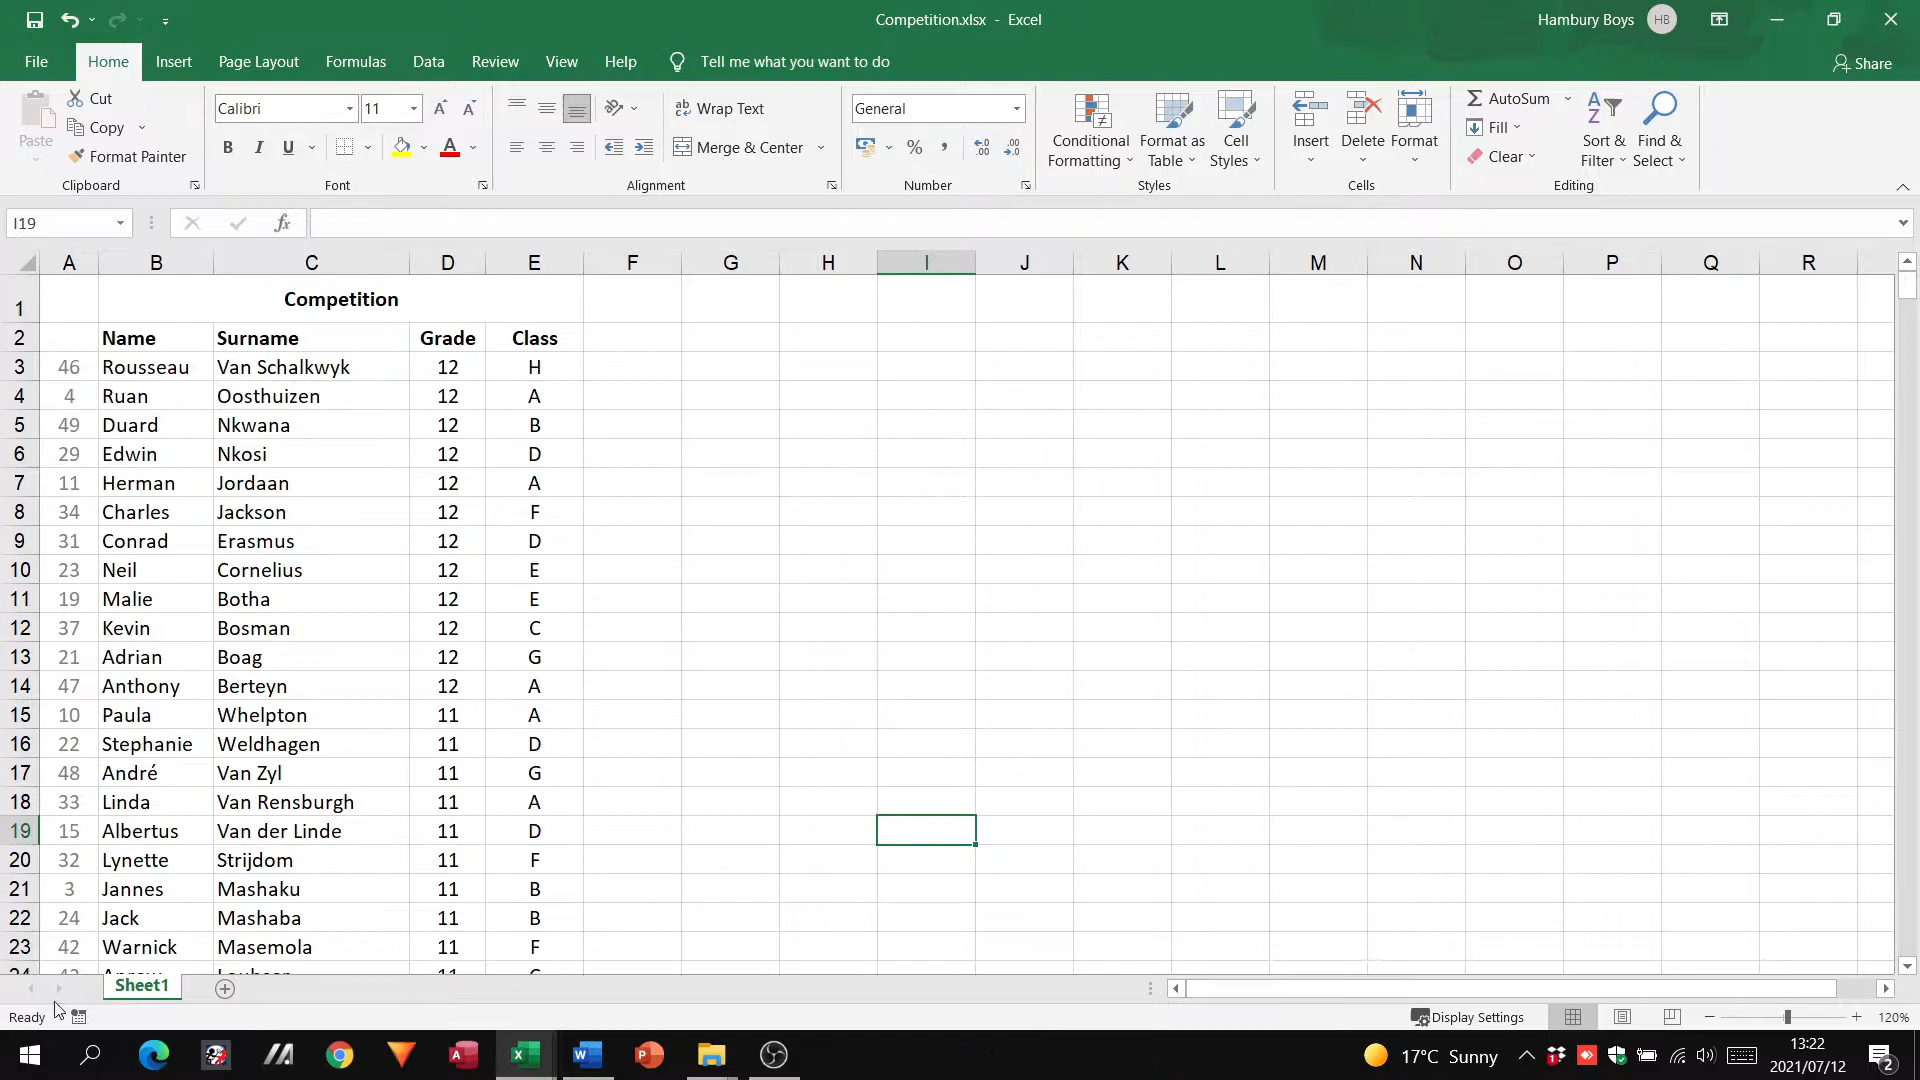 Competition.xlsx - Excel
Hambury Boys HB
File Home Insert Page Layout Formulas Data Review View Help Tell me what you want to do Share
Paste
Cut
Copy
Format Painter
Clipboard
Calibri 11
B I U
Font
Wrap Text
Merge & Center
Alignment
General
Number
Conditional Formatting
Format as Table
Cell Styles
Styles
Insert Delete Format
Cells
AutoSum
Fill
Clear
Sort & Filter
Find & Select
Editing
I19 fx
A B C D E F G H I J K L M N O P Q R
1 Competition
2 Name Surname Grade Class
3 46 Rousseau Van Schalkwyk 12 H
4 4 Ruan Oosthuizen 12 A
5 49 Duard Nkwana 12 B
6 29 Edwin Nkosi 12 D
7 11 Herman Jordaan 12 A
8 34 Charles Jackson 12 F
9 31 Conrad Erasmus 12 D
10 23 Neil Cornelius 12 E
11 19 Malie Botha 12 E
12 37 Kevin Bosman 12 C
13 21 Adrian Boag 12 G
14 47 Anthony Berteyn 12 A
15 10 Paula Whelpton 11 A
16 22 Stephanie Weldhagen 11 D
17 48 André Van Zyl 11 G
18 33 Linda Van Rensburgh 11 A
19 15 Albertus Van der Linde 11 D
20 32 Lynette Strijdom 11 F
21 3 Jannes Mashaku 11 B
22 24 Jack Mashaba 11 B
23 42 Warnick Masemola 11 F
Sheet1
Ready
Display Settings
120%
17°C Sunny
13:22
2021/07/12
2